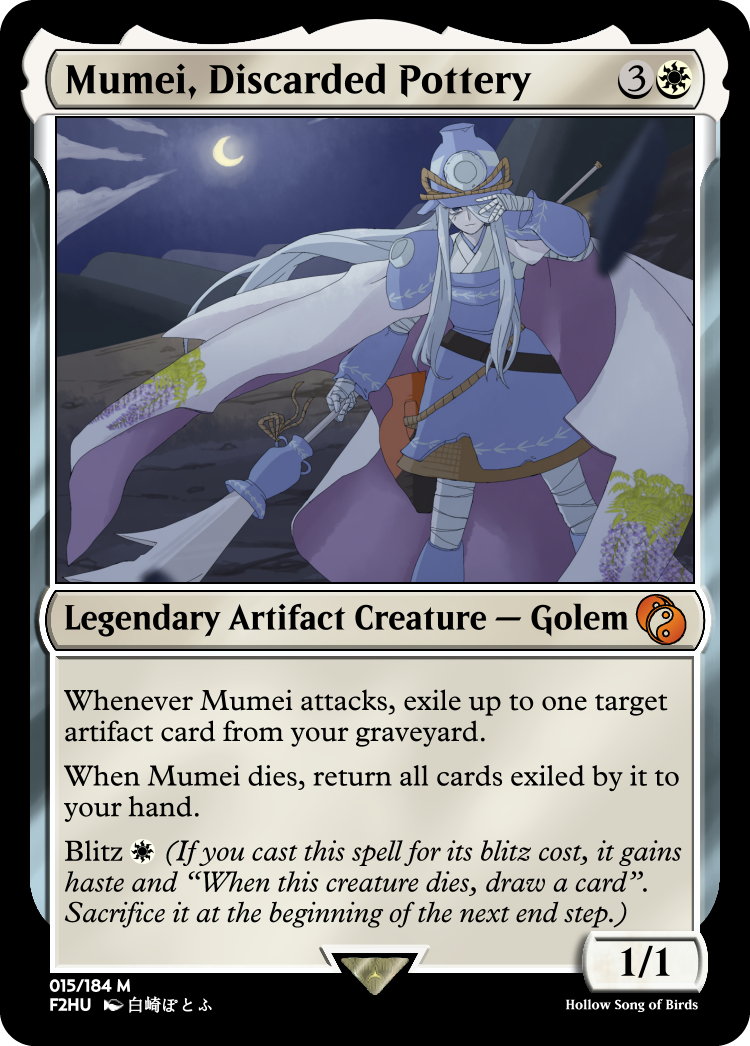 Mumei, Discarded Pottery 3
Legendary Artifact Creature — Golem
Whenever Mumei attacks, exile up to one target
artifact card from your graveyard.
When Mumei dies, return all cards exiled by it to
your hand.
Blitz (If you cast this spell for its blitz cost, it gains
haste and “When this creature dies, draw a card”.
Sacrifice it at the beginning of the next end step.)
1/1
015/184 M
F2HU 白崎ぽとふ
Hollow Song of Birds